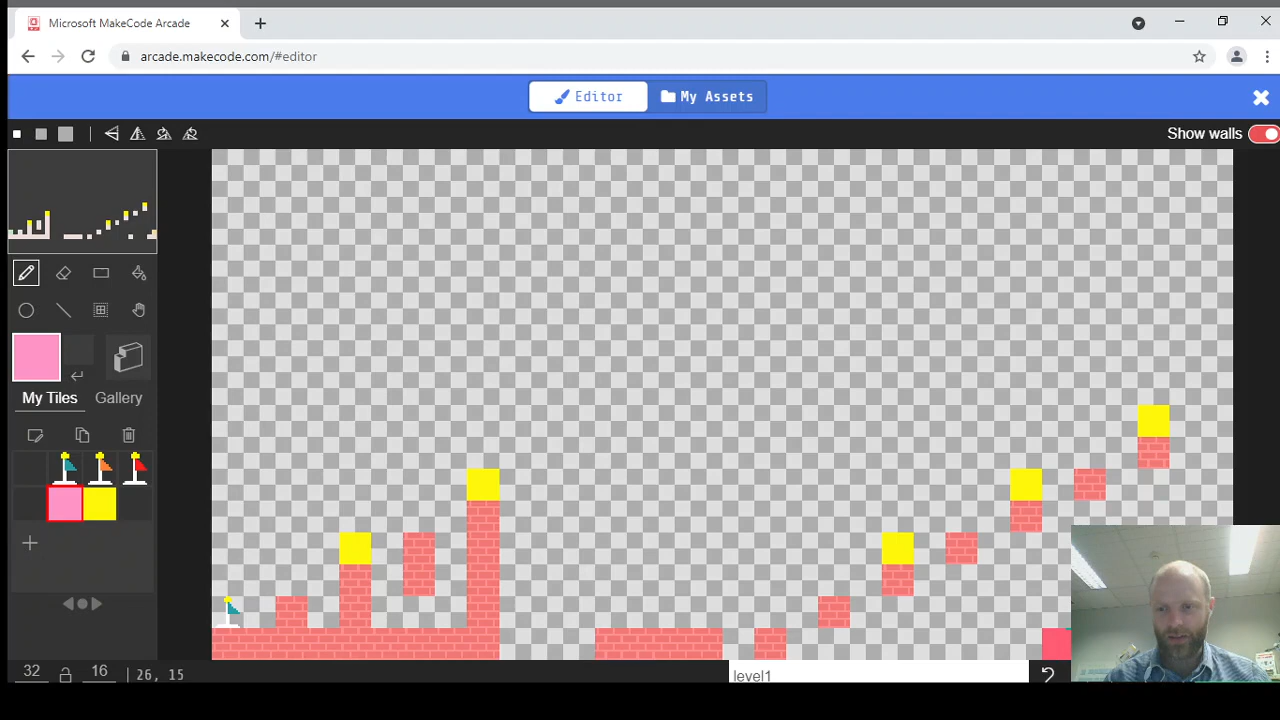 Microsoft MakeCode Arcade
arcade.makecode.com/#editor
Editor
My Assets
Show walls
My Tiles
Gallery
32
16
26, 15
level1